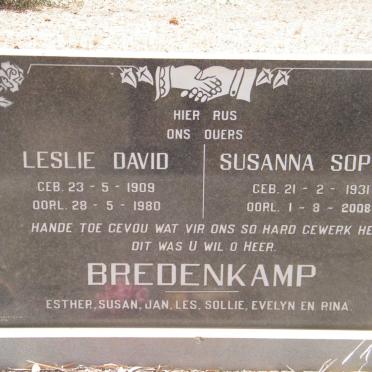 HIER RUS
ONS OUERS
LESLIE DAVID
GEB. 23 - 5 - 1909
OORL. 28 - 5 - 1980
SUSANNA SOP
GEB. 21 - 2 - 1931
OORL. 1 - 8 - 2008
HANDE TOE GEVOU WAT VIR ONS SO HARD GEWERK HE
DIT WAS U WIL O HEER.
BREDENKAMP
ESTHER, SUSAN, JAN, LES, SOLLIE, EVELYN EN RINA.